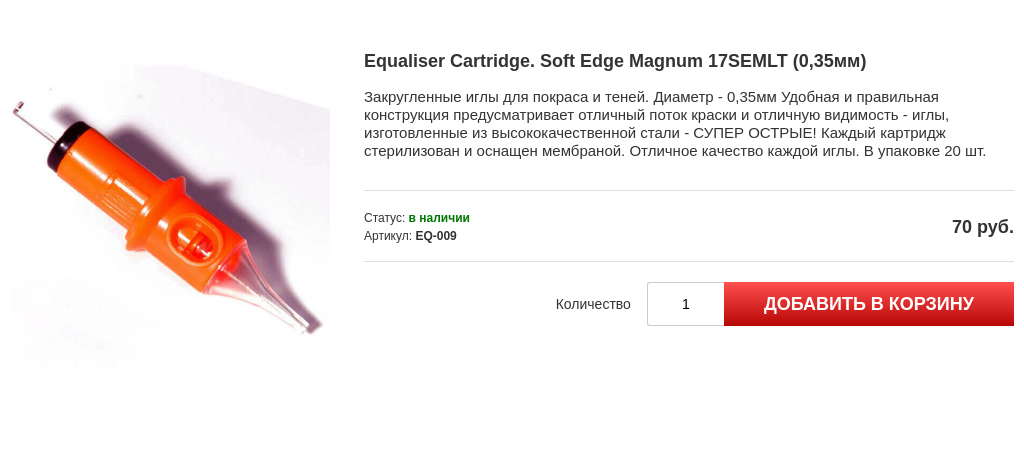 Equaliser Cartridge. Soft Edge Magnum 17SEMLT (0,35мм)
Закругленные иглы для покраса и теней. Диаметр - 0,35мм Удобная и правильная
конструкция предусматривает отличный поток краски и отличную видимость - иглы,
изготовленные из высококачественной стали - СУПЕР ОСТРЫЕ! Каждый картридж
стерилизован и оснащен мембраной. Отличное качество каждой иглы. В упаковке 20 шт.
Статус: в наличии
Артикул: EQ-009
70 руб.
Количество
1
ДОБАВИТЬ В КОРЗИНУ